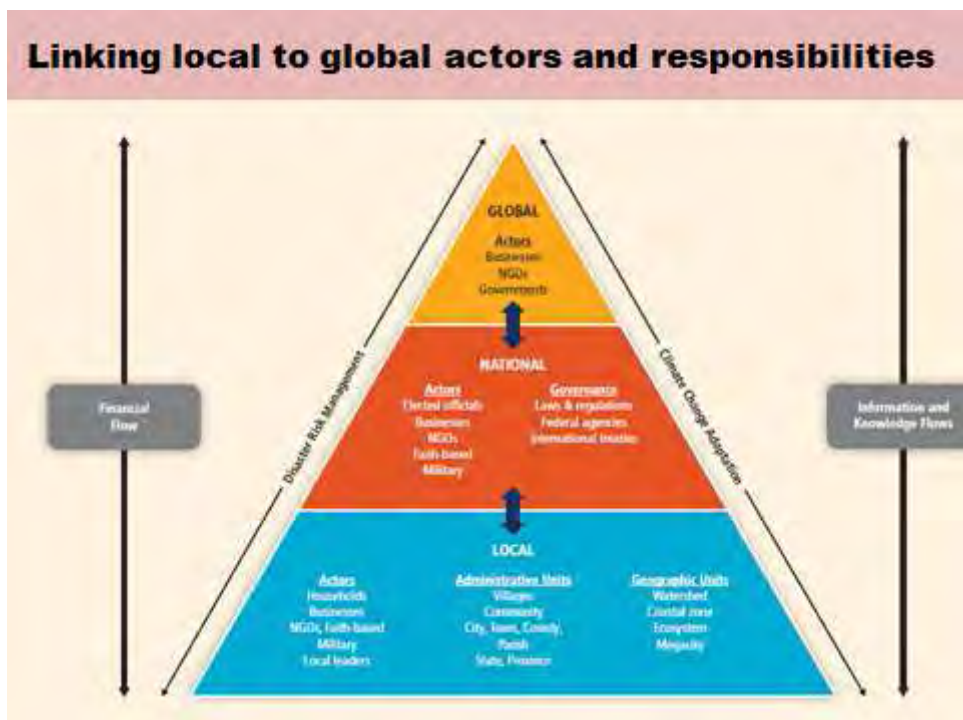 Linking local to global actors and responsibilities
GLOBAL
Actors
Businesses
NGOs
Governments
NATIONAL
Actors
Elected officials
Businesses
NGOs
Faith-based
Military
Governance
Laws & regulations
Federal agencies
International treaties
LOCAL
Actors
Households
Businesses
NGOs, Faith-based
Military
Local leaders
Administrative Units
Villages
Community
City, Town, County,
Parish
State, Province
Geographic Units
Watershed
Coastal zone
Ecosystem
Megacity
Disaster Risk Management
Climate Change Adaptation
Financial
Flow
Information and
Knowledge Flows